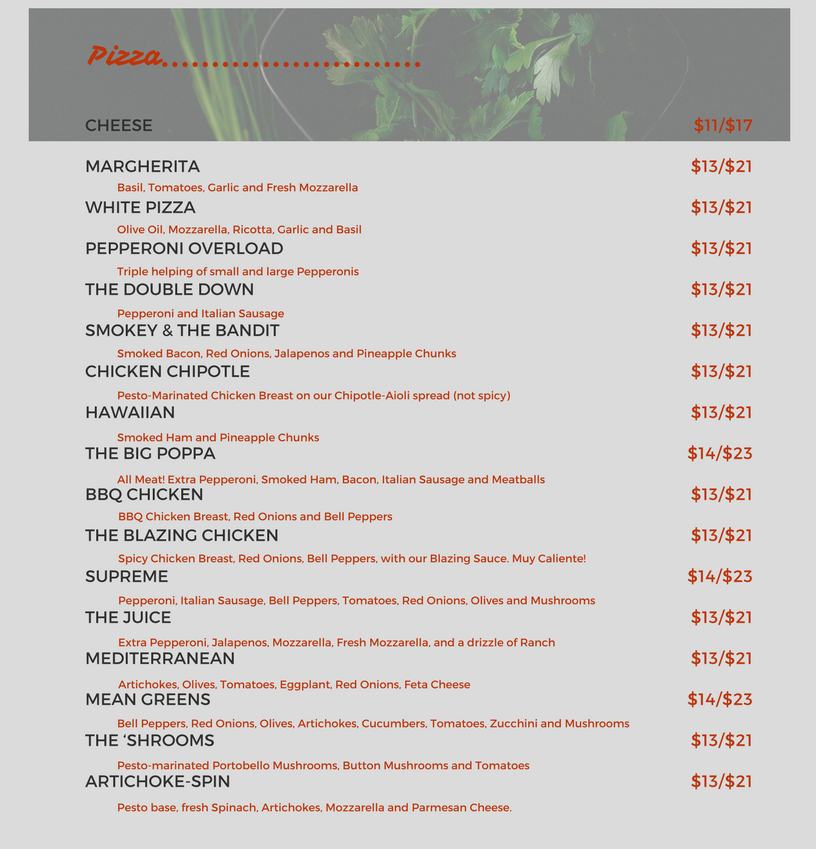 Pizza..........................
CHEESE $11/$17
MARGHERITA $13/$21
Basil, Tomatoes, Garlic and Fresh Mozzarella
WHITE PIZZA $13/$21
Olive Oil, Mozzarella, Ricotta, Garlic and Basil
PEPPERONI OVERLOAD $13/$21
Triple helping of small and large Pepperonis
THE DOUBLE DOWN $13/$21
Pepperoni and Italian Sausage
SMOKEY & THE BANDIT $13/$21
Smoked Bacon, Red Onions, Jalapenos and Pineapple Chunks
CHICKEN CHIPOTLE $13/$21
Pesto-Marinated Chicken Breast on our Chipotle-Aioli spread (not spicy)
HAWAIIAN $13/$21
Smoked Ham and Pineapple Chunks
THE BIG POPPA $14/$23
All Meat! Extra Pepperoni, Smoked Ham, Bacon, Italian Sausage and Meatballs
BBQ CHICKEN $13/$21
BBQ Chicken Breast, Red Onions and Bell Peppers
THE BLAZING CHICKEN $13/$21
Spicy Chicken Breast, Red Onions, Bell Peppers, with our Blazing Sauce. Muy Caliente!
SUPREME $14/$23
Pepperoni, Italian Sausage, Bell Peppers, Tomatoes, Red Onions, Olives and Mushrooms
THE JUICE $13/$21
Extra Pepperoni, Jalapenos, Mozzarella, Fresh Mozzarella, and a drizzle of Ranch
MEDITERRANEAN $13/$21
Artichokes, Olives, Tomatoes, Eggplant, Red Onions, Feta Cheese
MEAN GREENS $14/$23
Bell Peppers, Red Onions, Olives, Artichokes, Cucumbers, Tomatoes, Zucchini and Mushrooms
THE ‘SHROOMS $13/$21
Pesto-marinated Portobello Mushrooms, Button Mushrooms and Tomatoes
ARTICHOKE-SPIN $13/$21
Pesto base, fresh Spinach, Artichokes, Mozzarella and Parmesan Cheese.